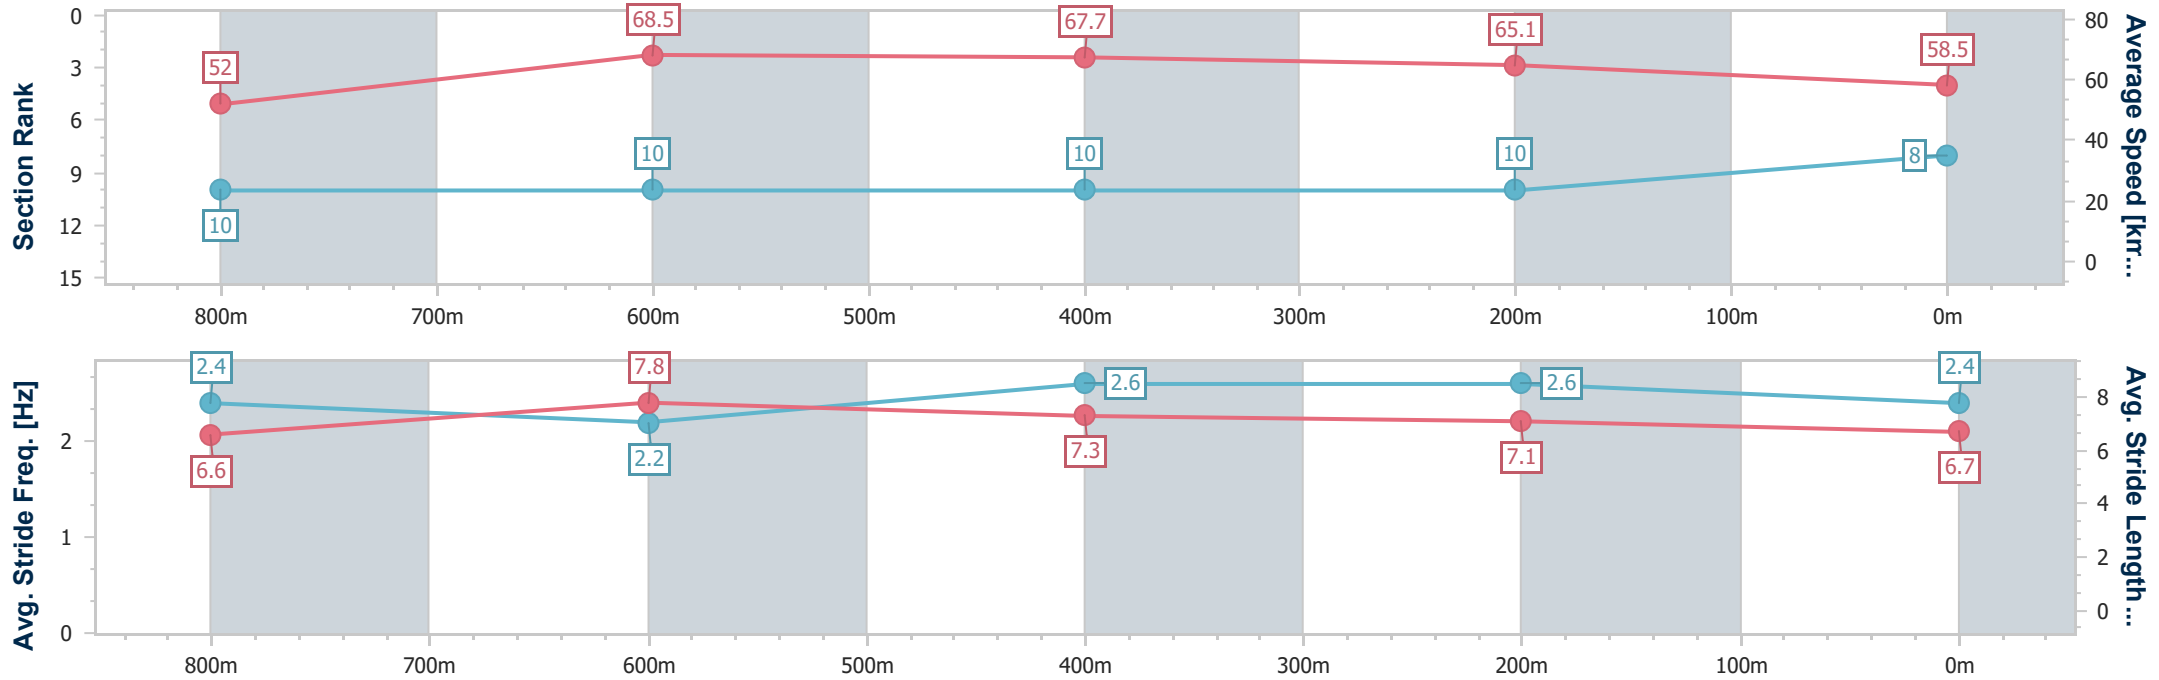 Section Rank
0
3
6
9
12
15
52
68.5
67.7
65.1
58.5
10
10
10
10
8
80
60
40
20
0
Average Speed [km...
800m
700m
600m
500m
400m
300m
200m
100m
0m
Avg. Stride Freq. [Hz]
2
1
0
2.4
7.8
2.6
2.6
2.4
6.6
2.2
7.3
7.1
6.7
8
6
4
2
0
Avg. Stride Length...
800m
700m
600m
500m
400m
300m
200m
100m
0m